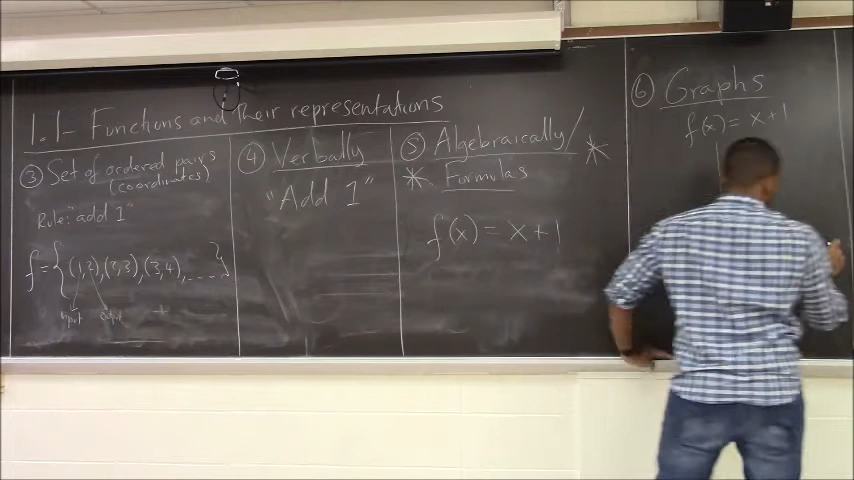 1.1 - Functions and Their representations
③ Set of ordered pairs
(coordinates)
Rule: "add 1"
f = { (1,2), (2,3), (3,4), .... }
input output
④ Verbally
"Add 1"
⑤ Algebraically/
* Formulas *
f(x) = x+1
⑥ Graphs
f(x) = x+1